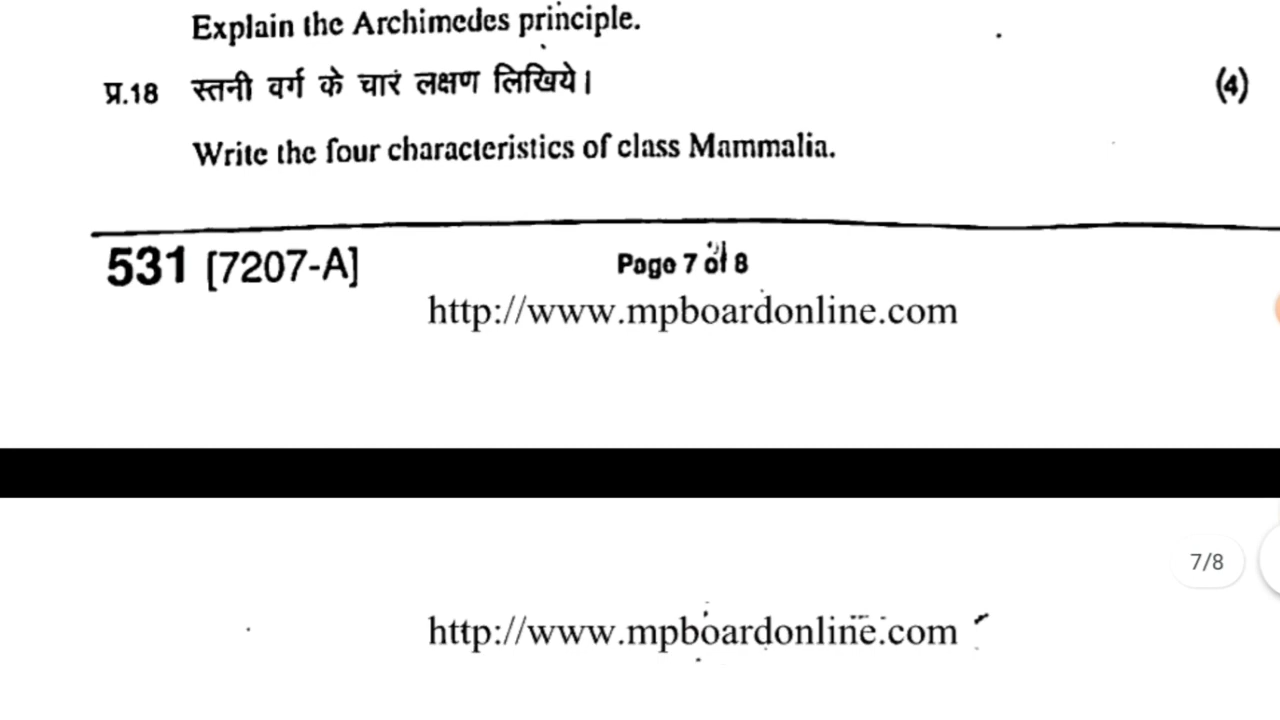 Explain the Archimedes principle.
प्र.18 स्तनी वर्ग के चार लक्षण लिखिये। (4)
Write the four characteristics of class Mammalia.
531 [7207-A] Page 7 of 8
http://www.mpboardonline.com
7/8
http://www.mpboardonline.com